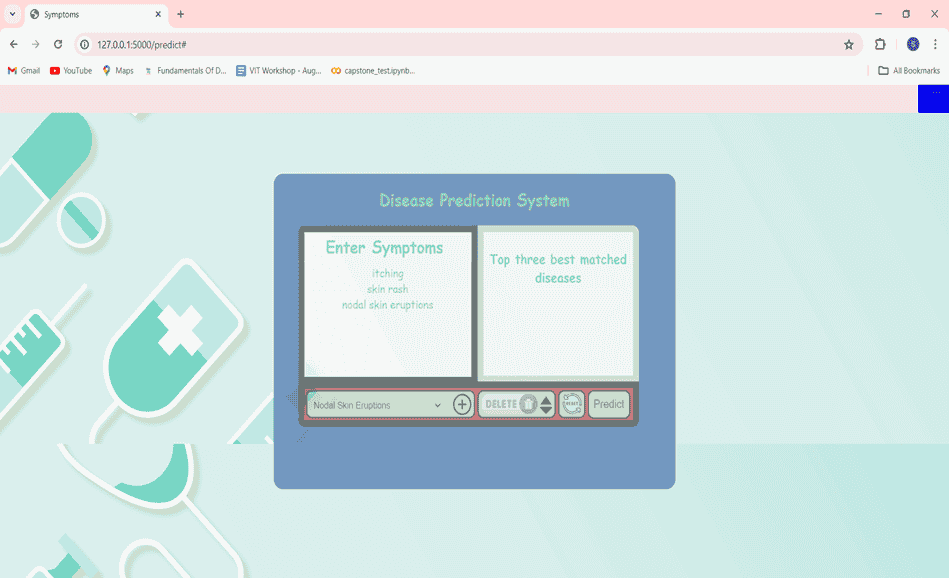 Symptoms
127.0.0.1:5000/predict#
Gmail
YouTube
Maps
Fundamentals Of D...
VIT Workshop - Aug...
capstone_test.ipynb...
All Bookmarks
Disease Prediction System
Enter Symptoms
itching
skin rash
nodal skin eruptions
Top three best matched
diseases
Nodal Skin Eruptions
DELETE
RESET
Predict